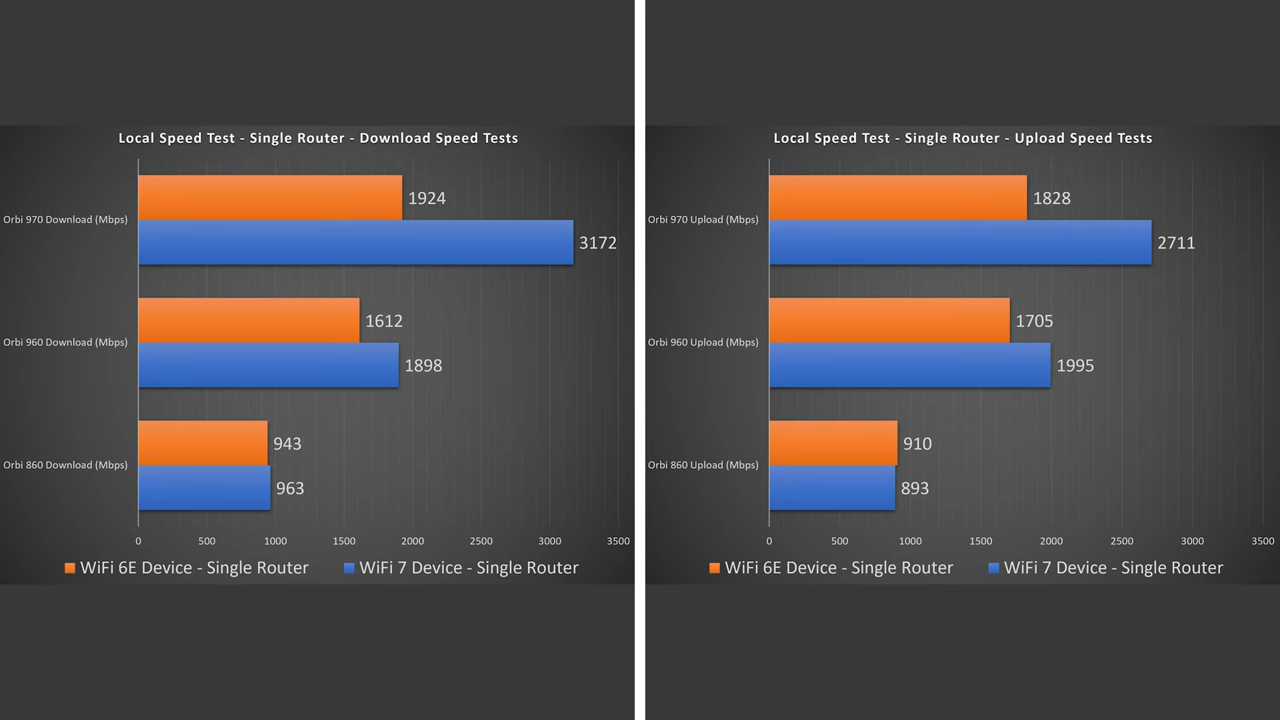 Local Speed Test - Single Router - Download Speed Tests
Orbi 970 Download (Mbps)
1924
3172
Orbi 960 Download (Mbps)
1612
1898
Orbi 860 Download (Mbps)
943
963
0 500 1000 1500 2000 2500 3000 3500
WiFi 6E Device - Single Router WiFi 7 Device - Single Router
Local Speed Test - Single Router - Upload Speed Tests
Orbi 970 Upload (Mbps)
1828
2711
Orbi 960 Upload (Mbps)
1705
1995
Orbi 860 Upload (Mbps)
910
893
0 500 1000 1500 2000 2500 3000 3500
WiFi 6E Device - Single Router WiFi 7 Device - Single Router